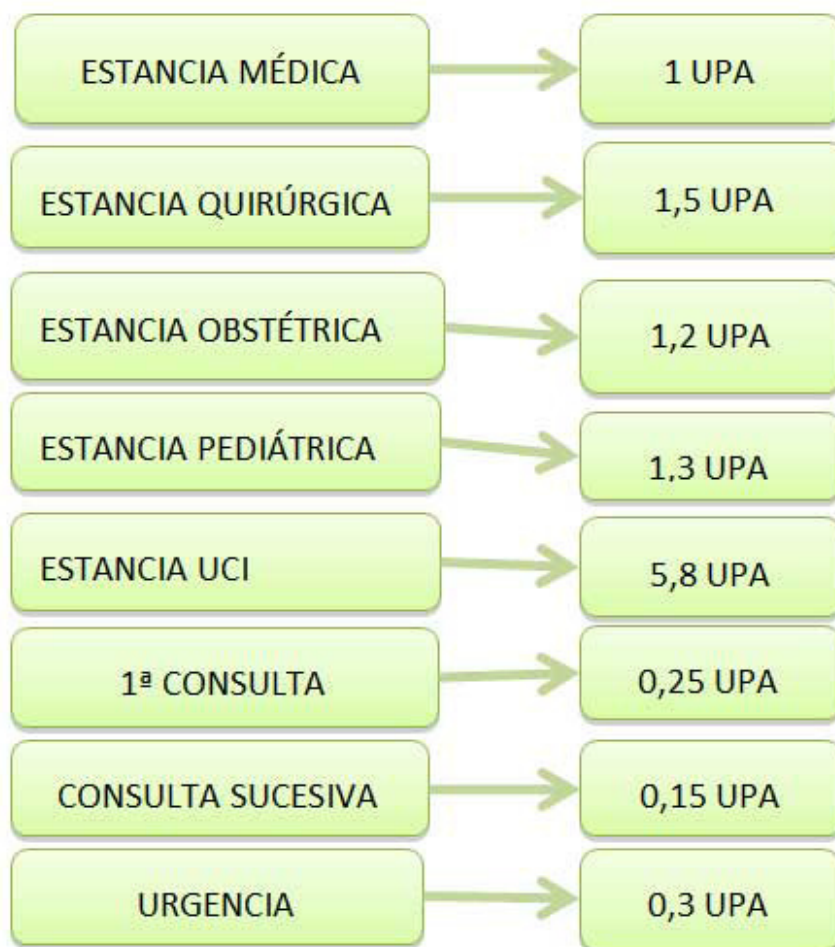 ESTANCIA MÉDICA
1 UPA
ESTANCIA QUIRÚRGICA
1,5 UPA
ESTANCIA OBSTÉTRICA
1,2 UPA
ESTANCIA PEDIÁTRICA
1,3 UPA
ESTANCIA UCI
5,8 UPA
1ª CONSULTA
0,25 UPA
CONSULTA SUCESIVA
0,15 UPA
URGENCIA
0,3 UPA